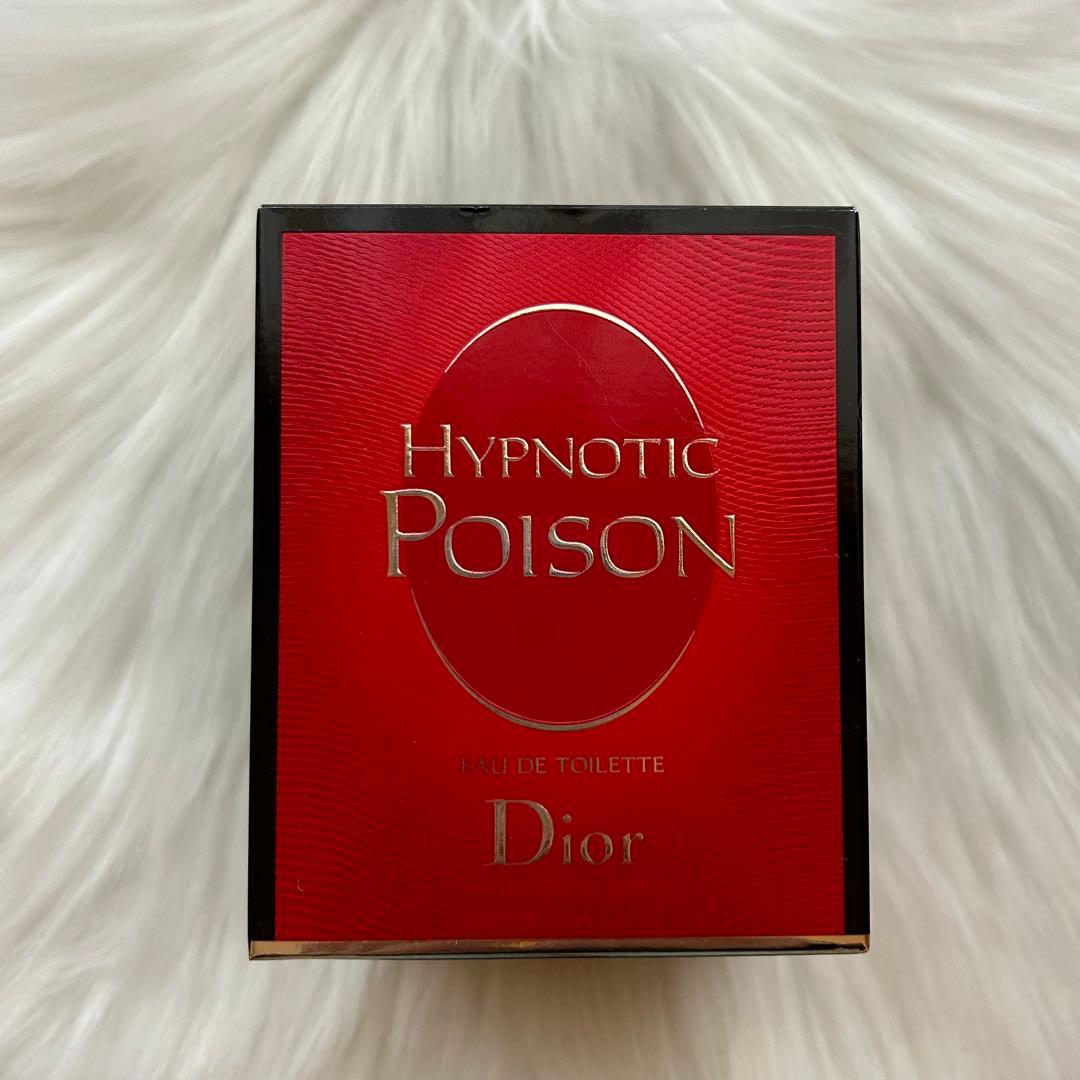 HYPNOTIC
POISON
EAU DE TOILETTE
Dior